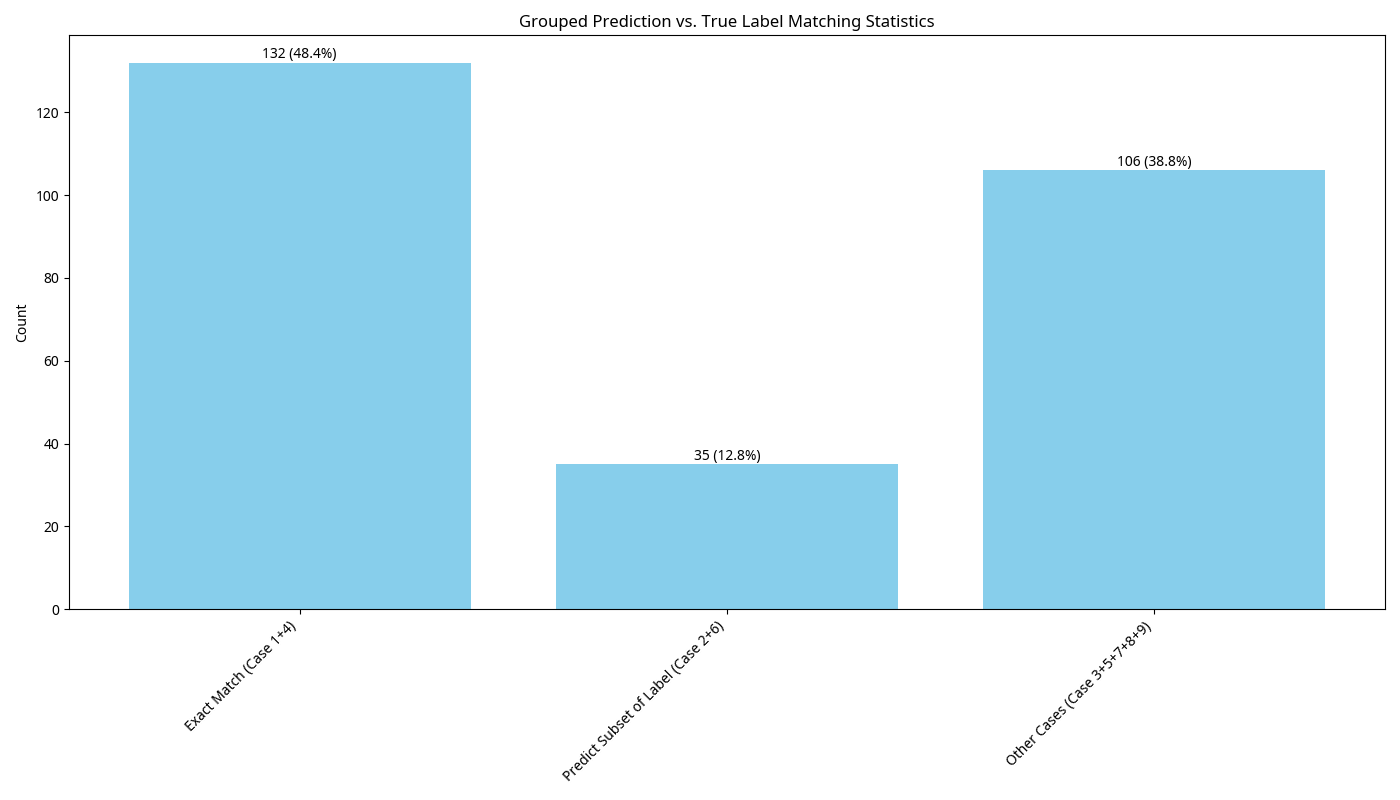 Grouped Prediction vs. True Label Matching Statistics
132 (48.4%)
35 (12.8%)
106 (38.8%)
Count
120
100
80
60
40
20
0
Exact Match (Case 1+4)
Predict Subset of Label (Case 2+6)
Other Cases (Case 3+5+7+8+9)